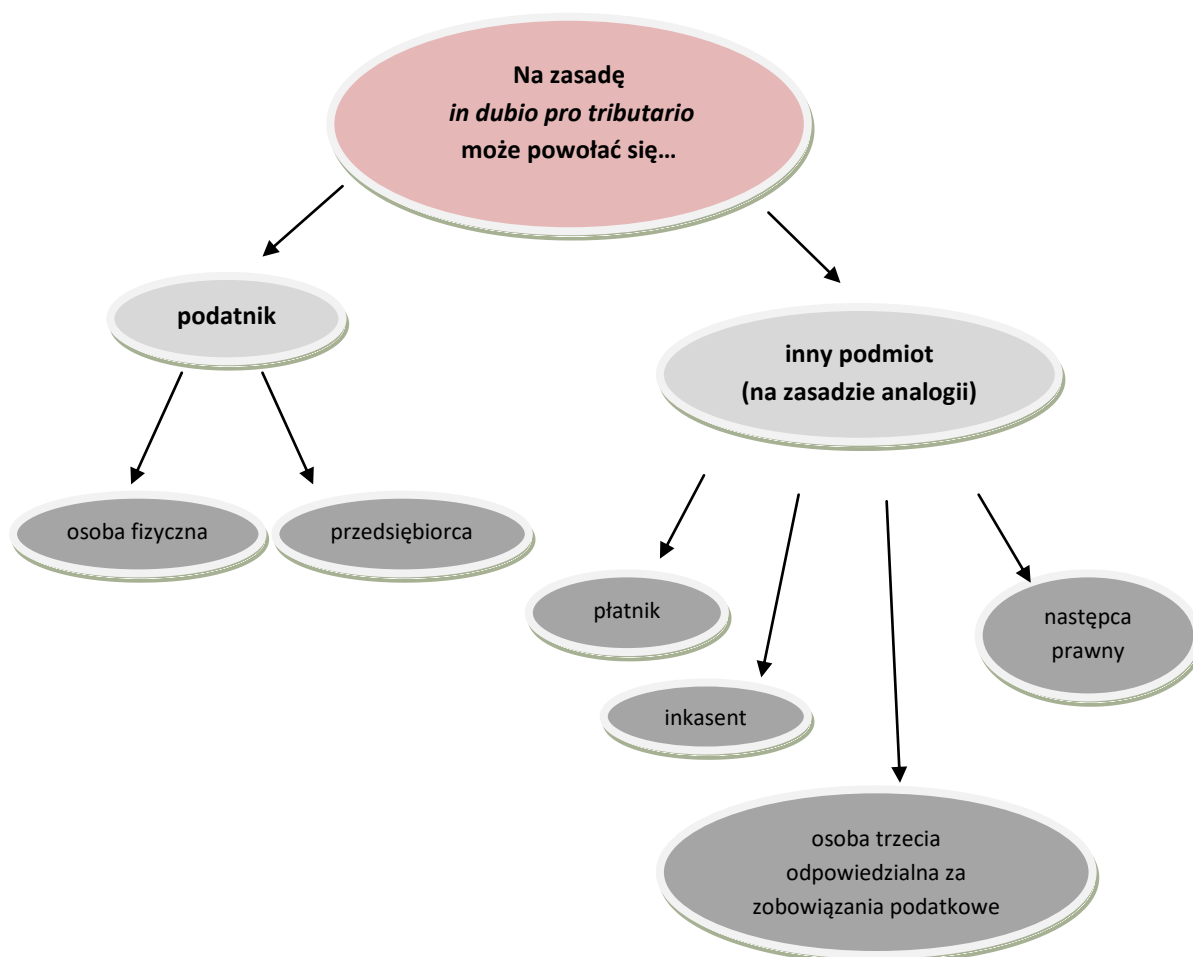 Na zasadę
in dubio pro tributario
może powołać się…
podatnik
inny podmiot
(na zasadzie analogii)
osoba fizyczna
przedsiębiorca
płatnik
następca
prawny
inkasent
osoba trzecia
odpowiedzialna za
zobowiązania podatkowe